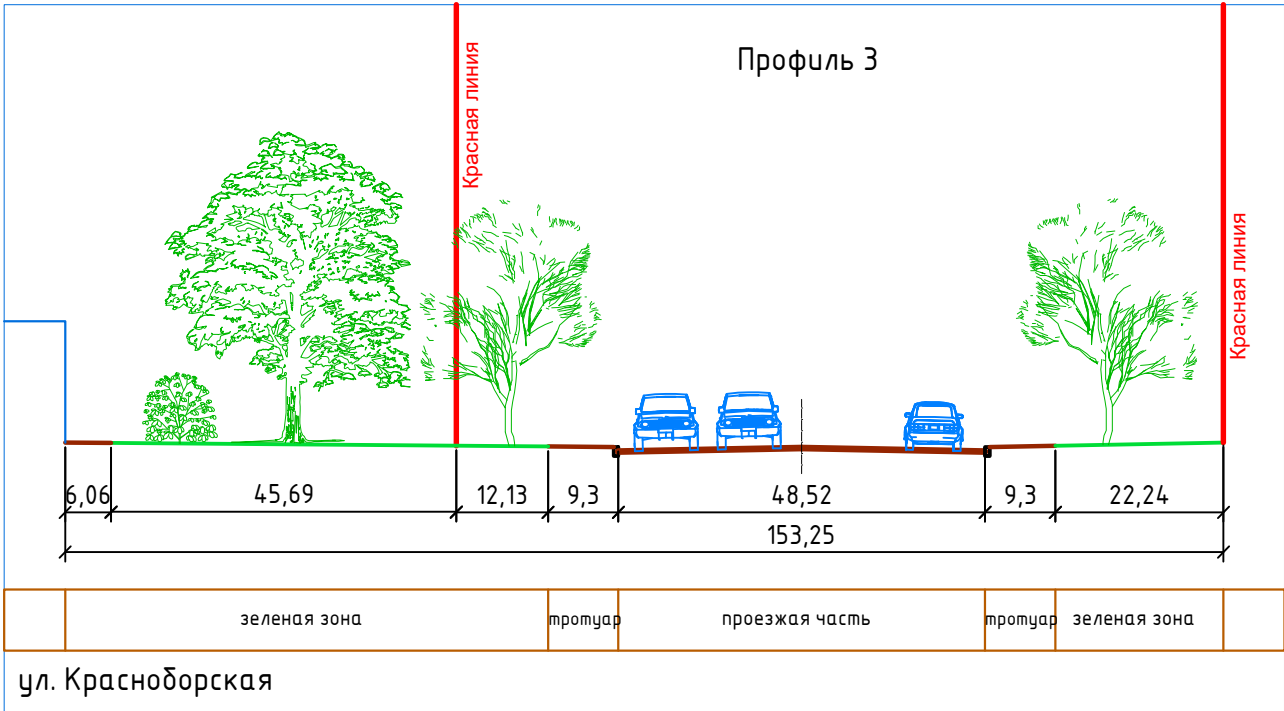 Профиль 3
Красная линия
Красная линия
6,06 45,69 12,13 9,3 48,52 9,3 22,24
153,25
зеленая зона тротуар проезжая часть тротуар зеленая зона
ул. Красноборская